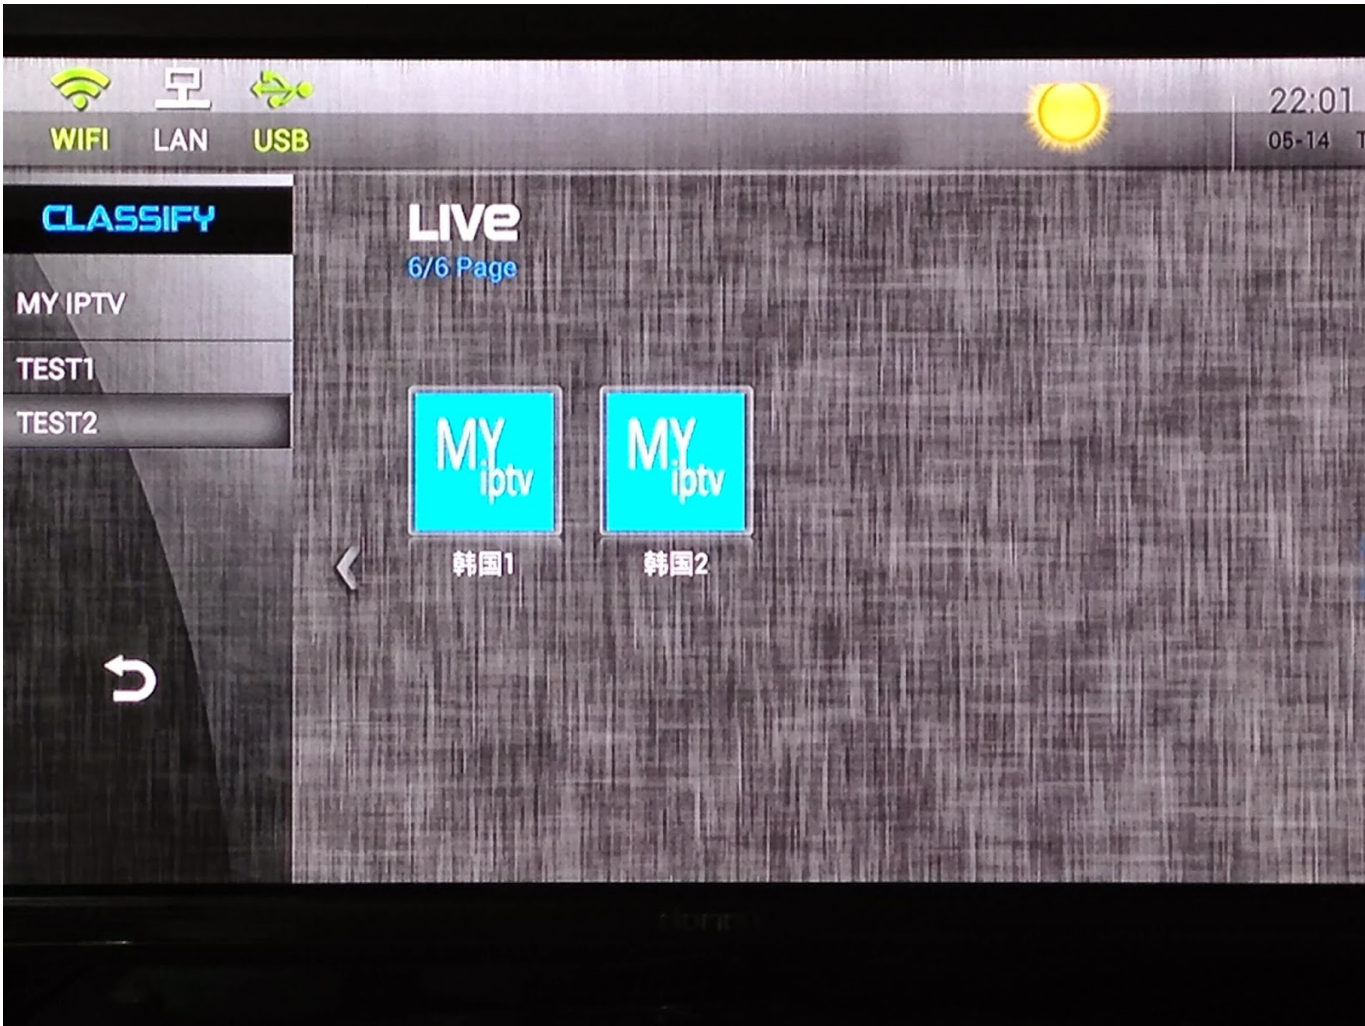 WIFI LAN USB
22:01
05-14
CLASSIFY
MY IPTV
TEST1
TEST2
LIVe
6/6 Page
MY iptv
MY iptv
韩国1
韩国2